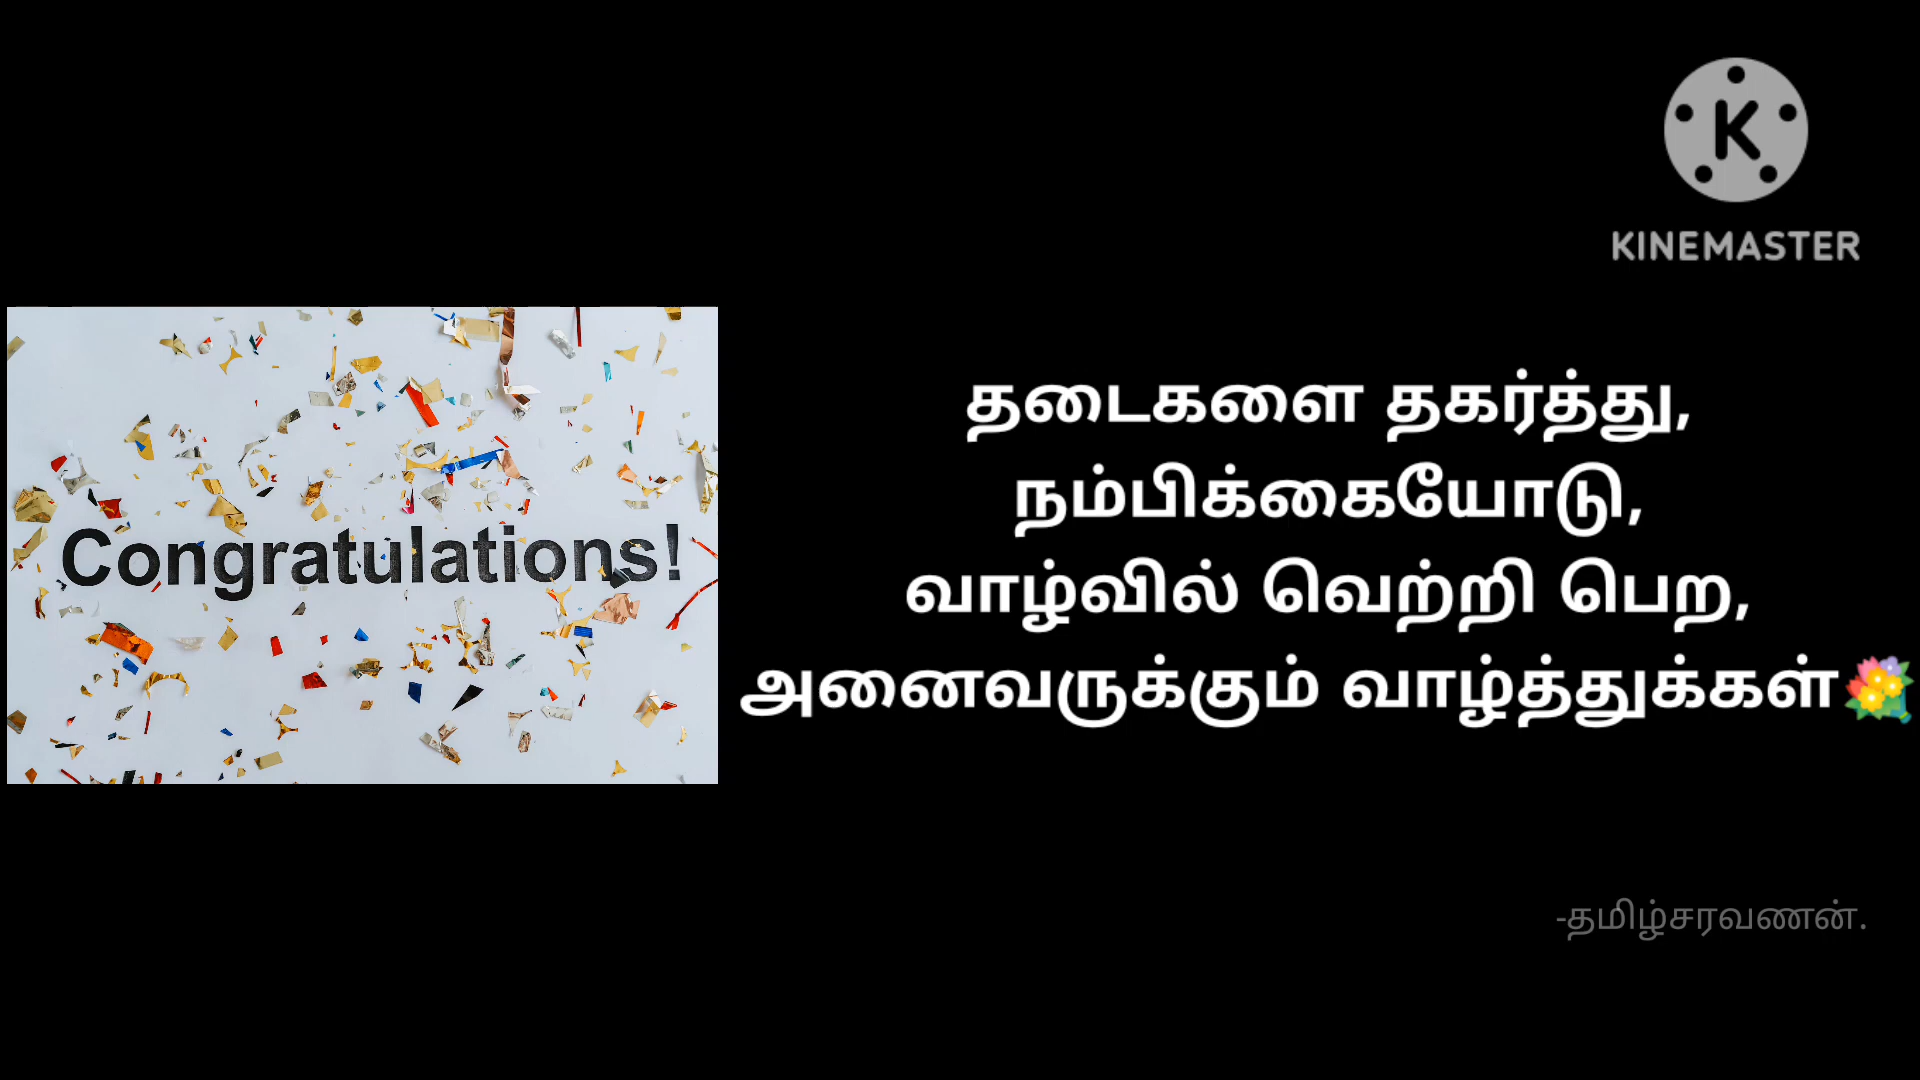 KINEMASTER
Congratulations!
தடைகளை தகர்த்து,
நம்பிக்கையோடு,
வாழ்வில் வெற்றி பெற,
அனைவருக்கும் வாழ்த்துக்கள்💐
-தமிழ்சரவணன்.